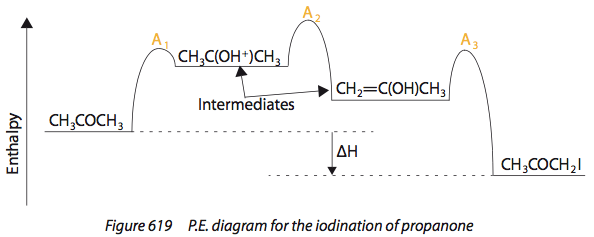 A₁
A₂
A₃
CH₃C(OH⁺)CH₃
CH₂=C(OH)CH₃
Intermediates
CH₃COCH₃
ΔH
CH₃COCH₂I
Enthalpy
Figure 619 P.E. diagram for the iodination of propanone